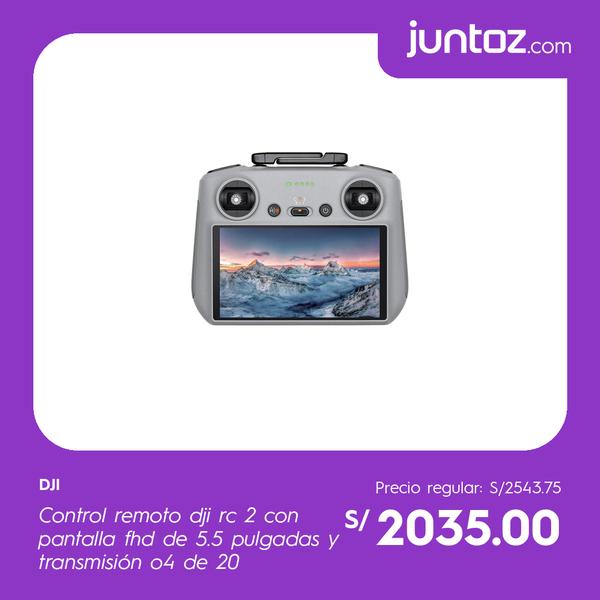 juntoz.com
DJI
Control remoto dji rc 2 con
pantalla fhd de 5.5 pulgadas y
transmisión o4 de 20
Precio regular: S/2543.75
S/ 2035.00